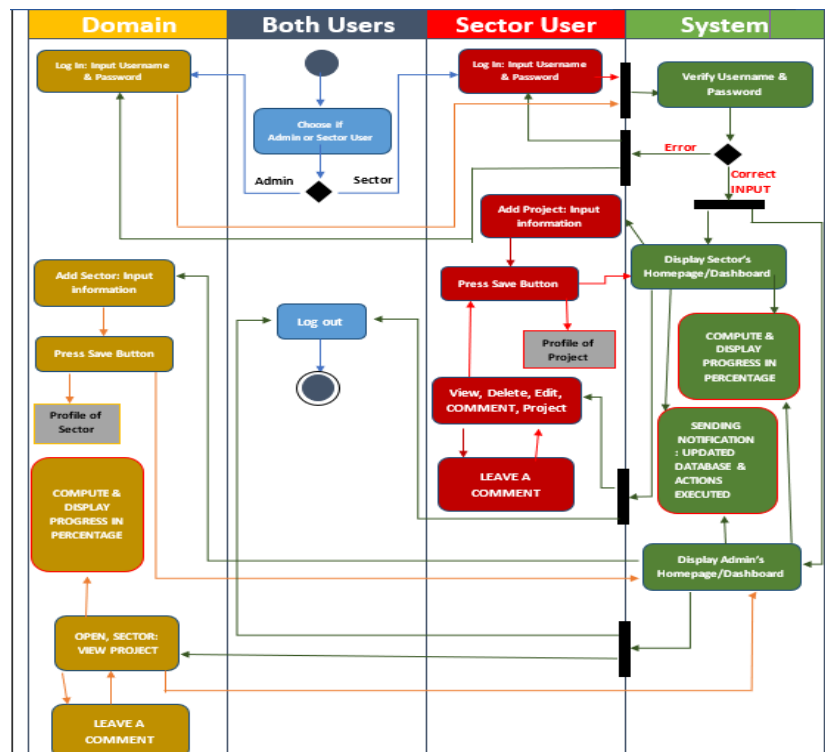 Domain
Both Users
Sector User
System
Log In: Input Username
& Password
Choose if
Admin or Sector User
Admin
Sector
Log In: Input Username
& Password
Verify Username &
Password
Error
Correct
INPUT
Add Project: Input
information
Display Sector's
Homepage/Dashboard
Add Sector: Input
information
Press Save Button
Log out
Press Save Button
Profile of
Project
COMPUTE &
DISPLAY
PROGRESS IN
PERCENTAGE
Profile of
Sector
View, Delete, Edit,
COMMENT, Project
SENDING
NOTIFICATION
: UPDATED
DATABASE &
ACTIONS
EXECUTED
LEAVE A
COMMENT
COMPUTE &
DISPLAY
PROGRESS IN
PERCENTAGE
Display Admin's
Homepage/Dashboard
OPEN, SECTOR:
VIEW PROJECT
LEAVE A
COMMENT